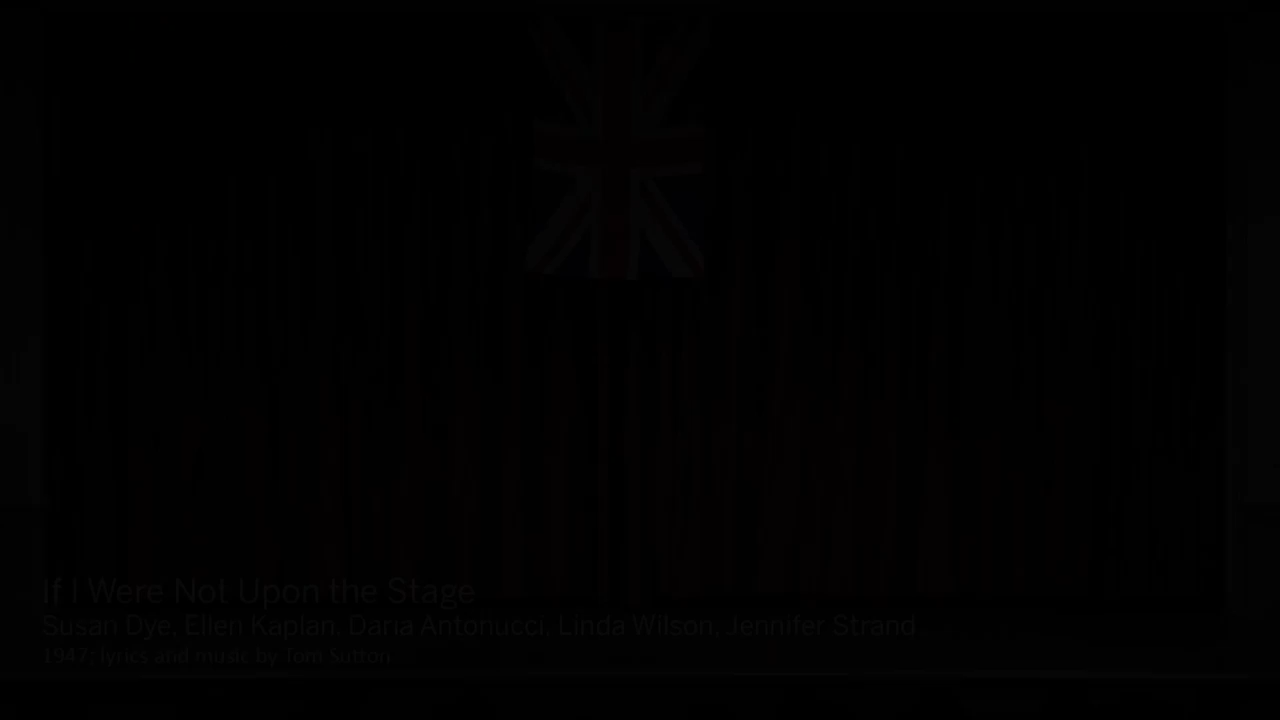 If I Were Not Upon the Stage
Susan Dye, Ellen Kaplan, Daria Antonucci, Linda Wilson, Jennifer Strand
1947; lyrics and music by Tom Sutton